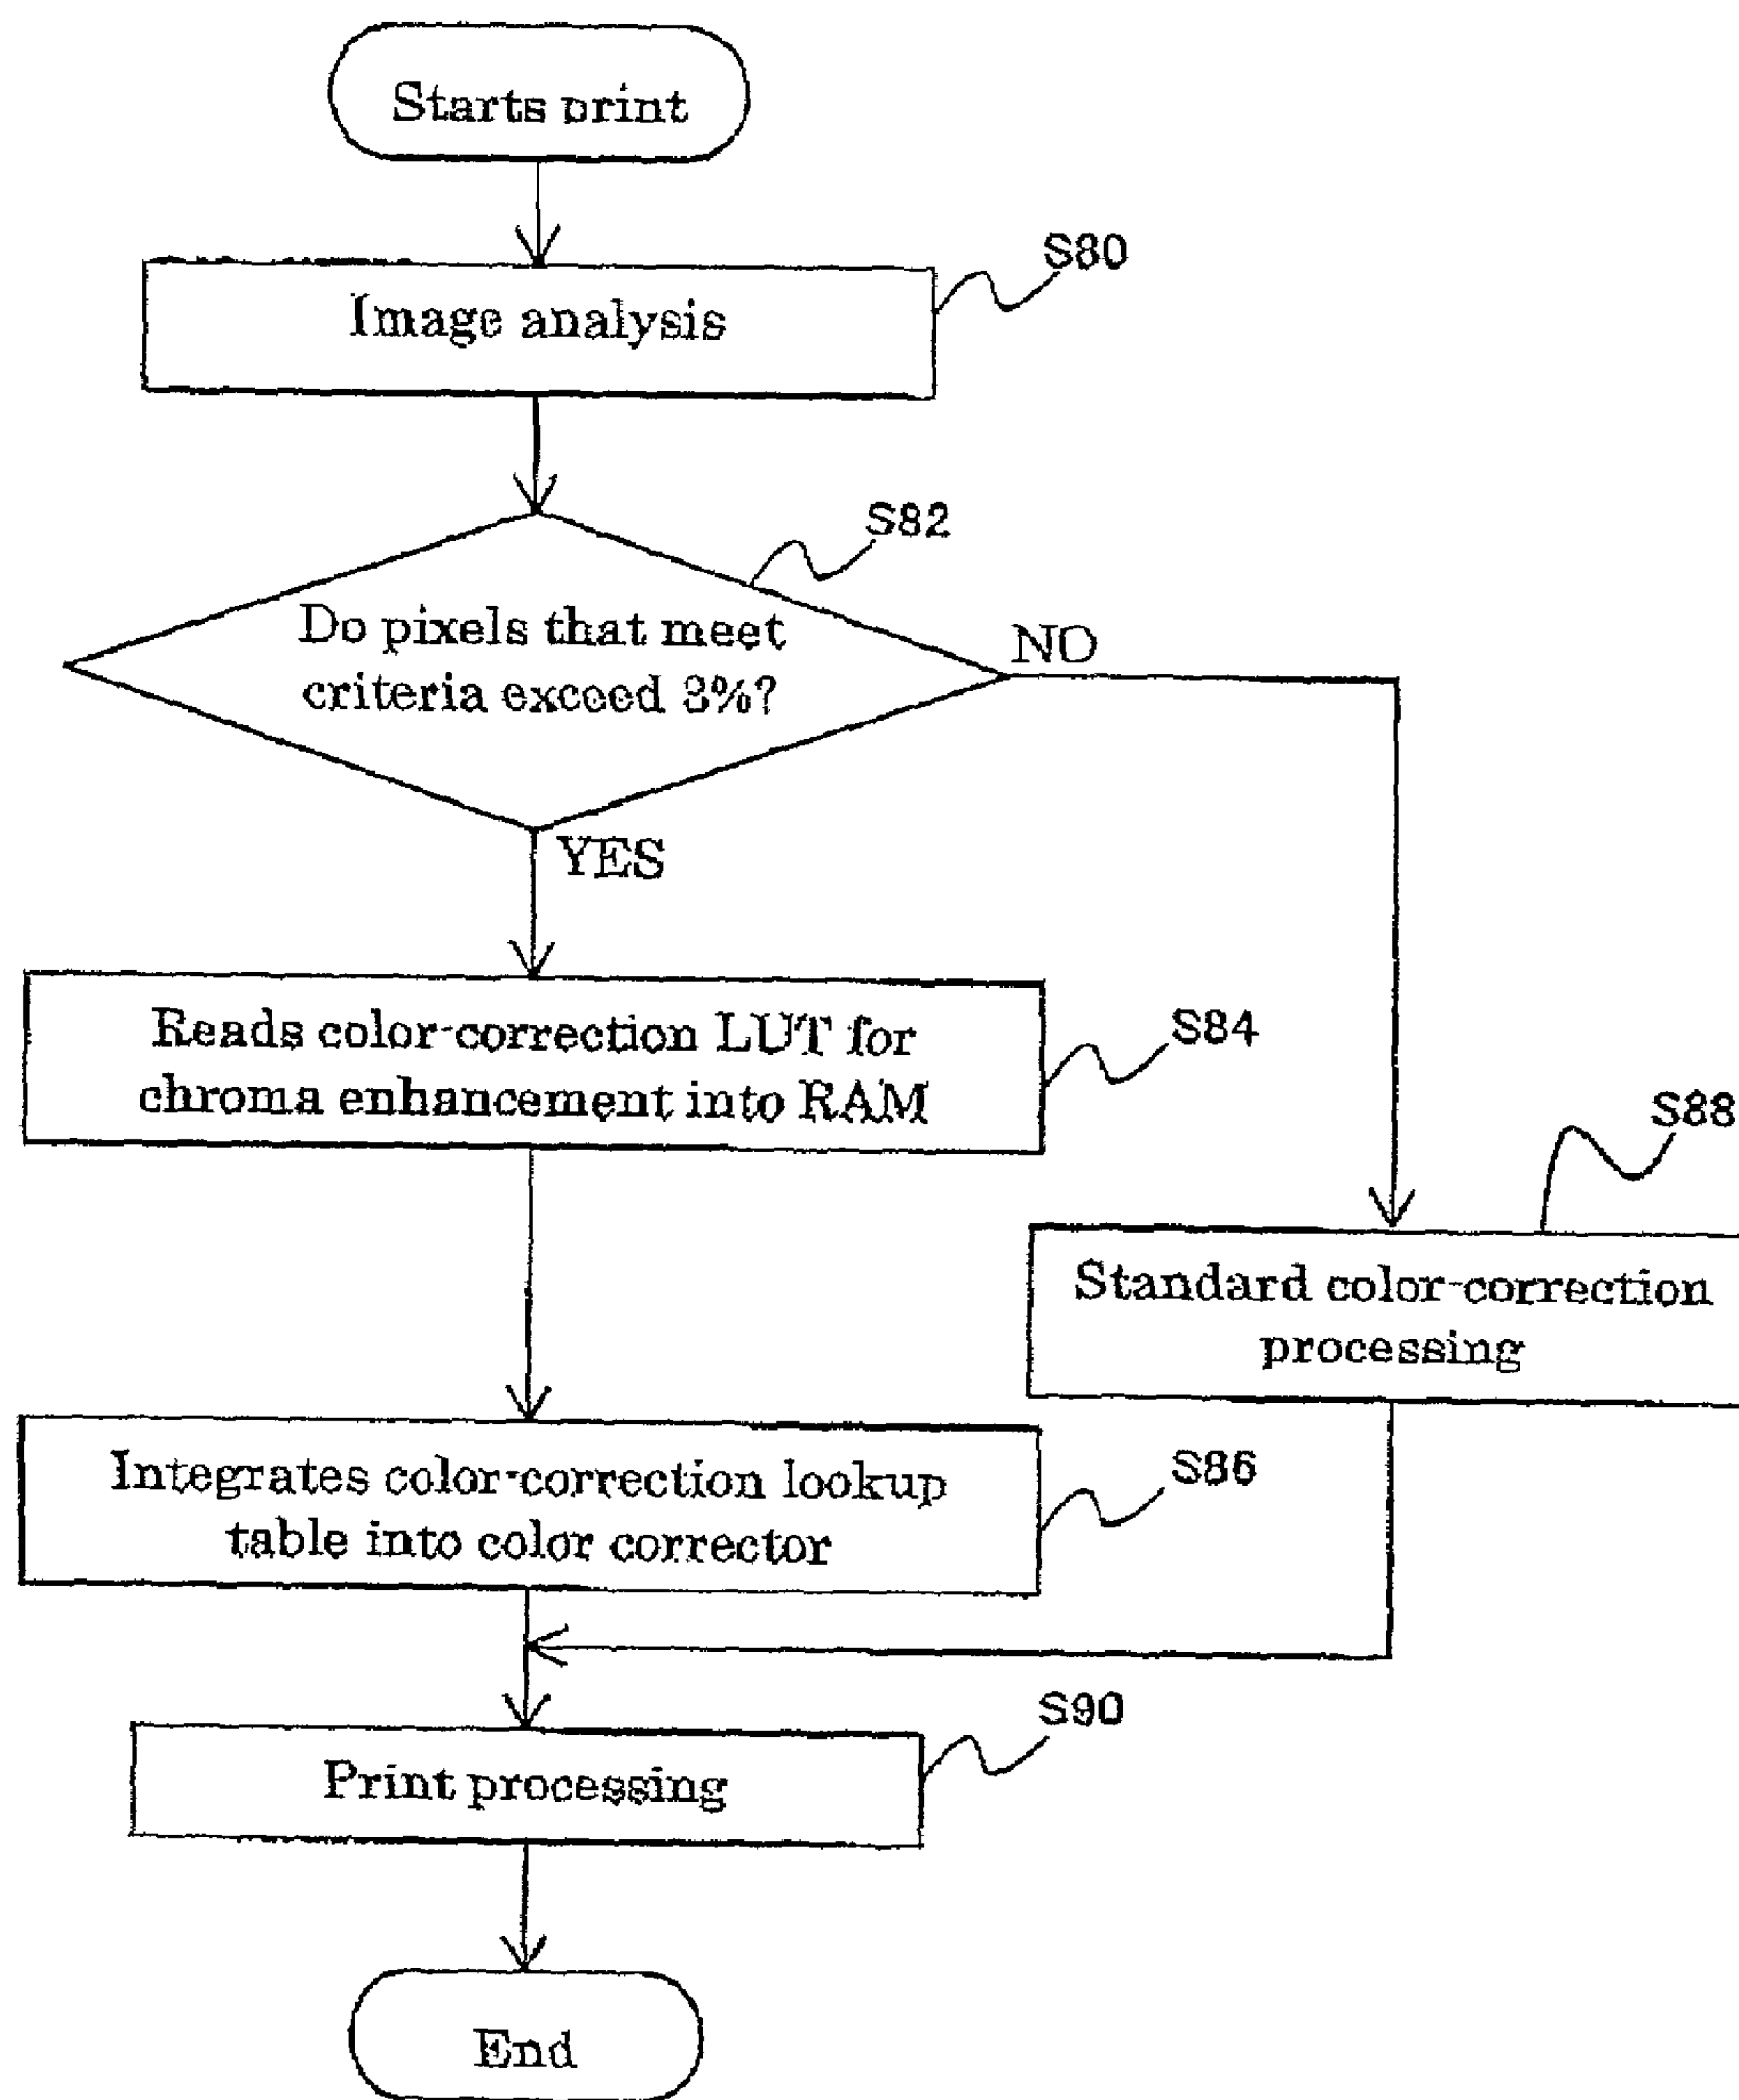 Starts print
S80
Image analysis
S82
Do pixels that meet
criteria exceed 3%?
NO
YES
Reads color-correction LUT for
chroma enhancement into RAM
S84
S88
Standard color-correction
processing
Integrates color-correction lookup
table into color corrector
S86
S90
Print processing
End